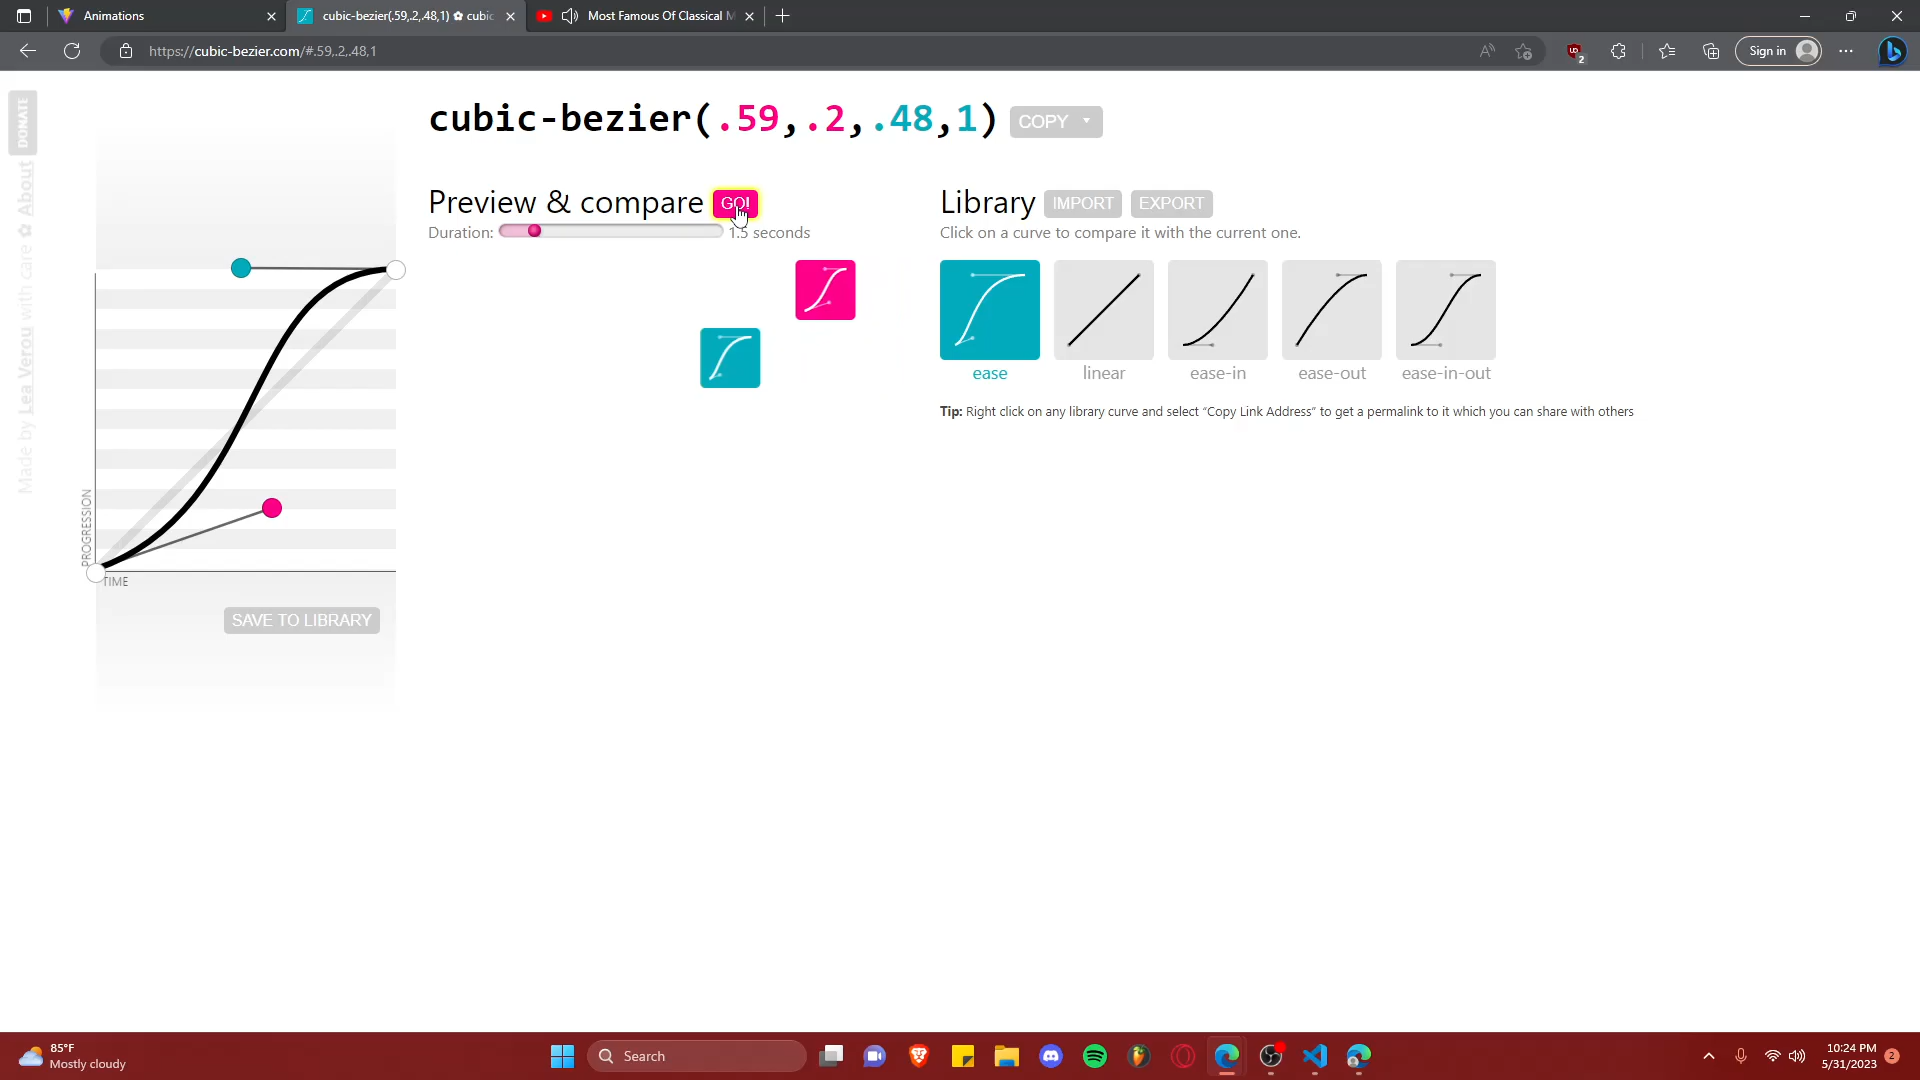 Animations
cubic-bezier(.59,.2,.48,1) ✿ cubic
Most Famous Of Classical M
https://cubic-bezier.com/#.59,.2,.48,1
2
Sign in
DONATE
Made by Lea Verou with care ✿ About
cubic-bezier(.59,.2,.48,1)
COPY
Preview & compare GO!
Duration: 1.5 seconds
Library IMPORT EXPORT
Click on a curve to compare it with the current one.
ease
linear
ease-in
ease-out
ease-in-out
Tip: Right click on any library curve and select “Copy Link Address” to get a permalink to it which you can share with others
PROGRESSION
TIME
SAVE TO LIBRARY
85°F
Mostly cloudy
Search
10:24 PM
5/31/2023
2